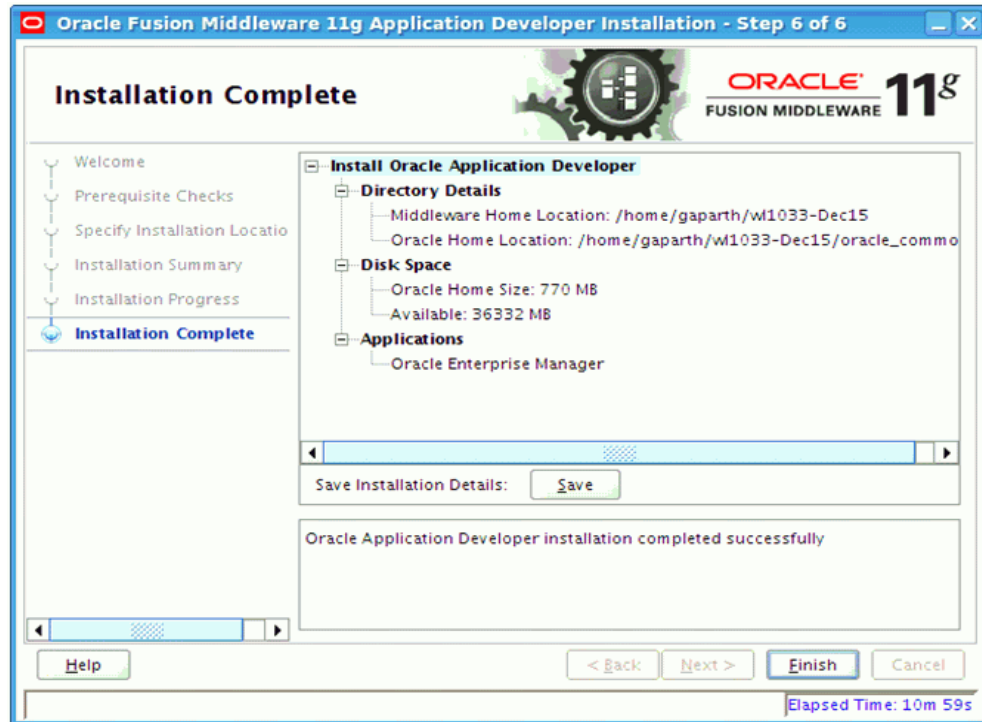 Oracle Fusion Middleware 11g Application Developer Installation - Step 6 of 6
Installation Complete
ORACLE
FUSION MIDDLEWARE
11g
Welcome
Prerequisite Checks
Specify Installation Locatio
Installation Summary
Installation Progress
Installation Complete
Install Oracle Application Developer
Directory Details
Middleware Home Location: /home/gaparth/wl1033-Dec15
Oracle Home Location: /home/gaparth/wl1033-Dec15/oracle_commo
Disk Space
Oracle Home Size: 770 MB
Available: 36332 MB
Applications
Oracle Enterprise Manager
Save Installation Details: Save
Oracle Application Developer installation completed successfully
Help < Back Next > Finish Cancel
Elapsed Time: 10m 59s